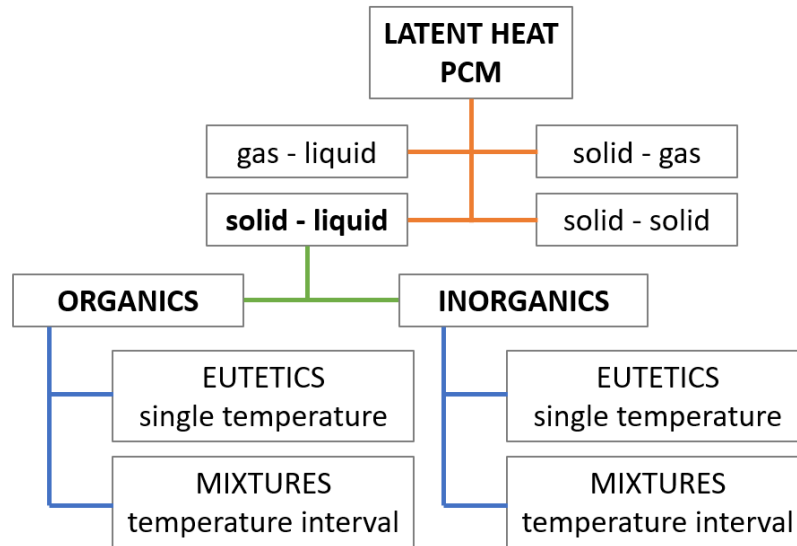 LATENT HEAT
PCM
gas - liquid
solid - gas
solid - liquid
solid - solid
ORGANICS
INORGANICS
EUTETICS
single temperature
EUTETICS
single temperature
MIXTURES
temperature interval
MIXTURES
temperature interval